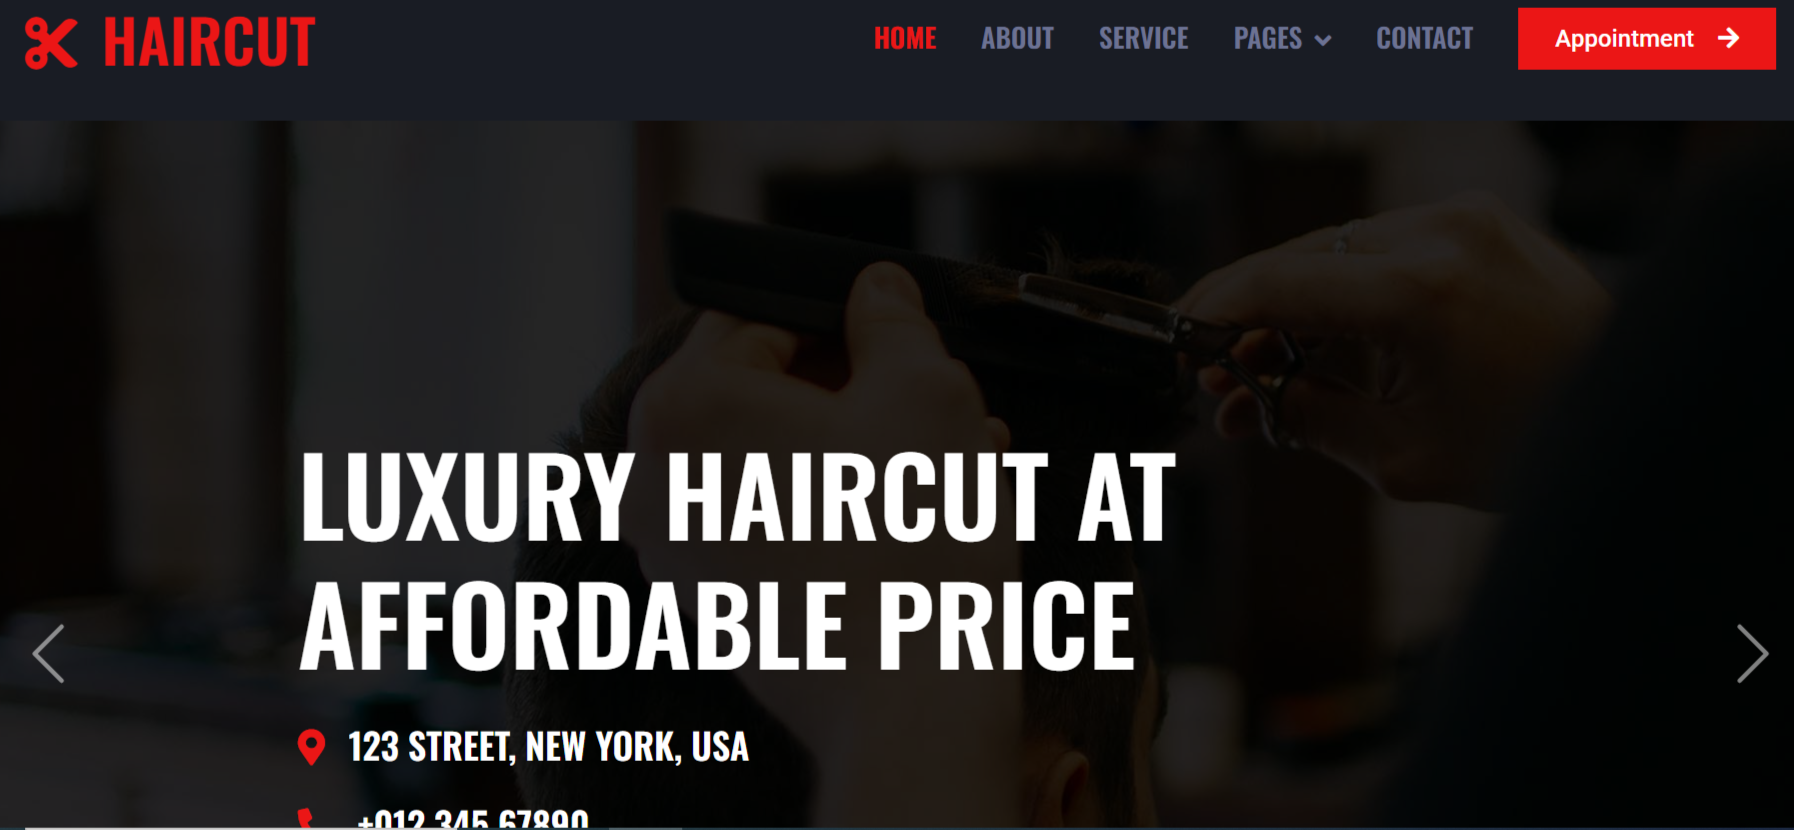 HAIRCUT
HOME ABOUT SERVICE PAGES CONTACT Appointment
LUXURY HAIRCUT AT
AFFORDABLE PRICE
123 STREET, NEW YORK, USA
+012 345 67890